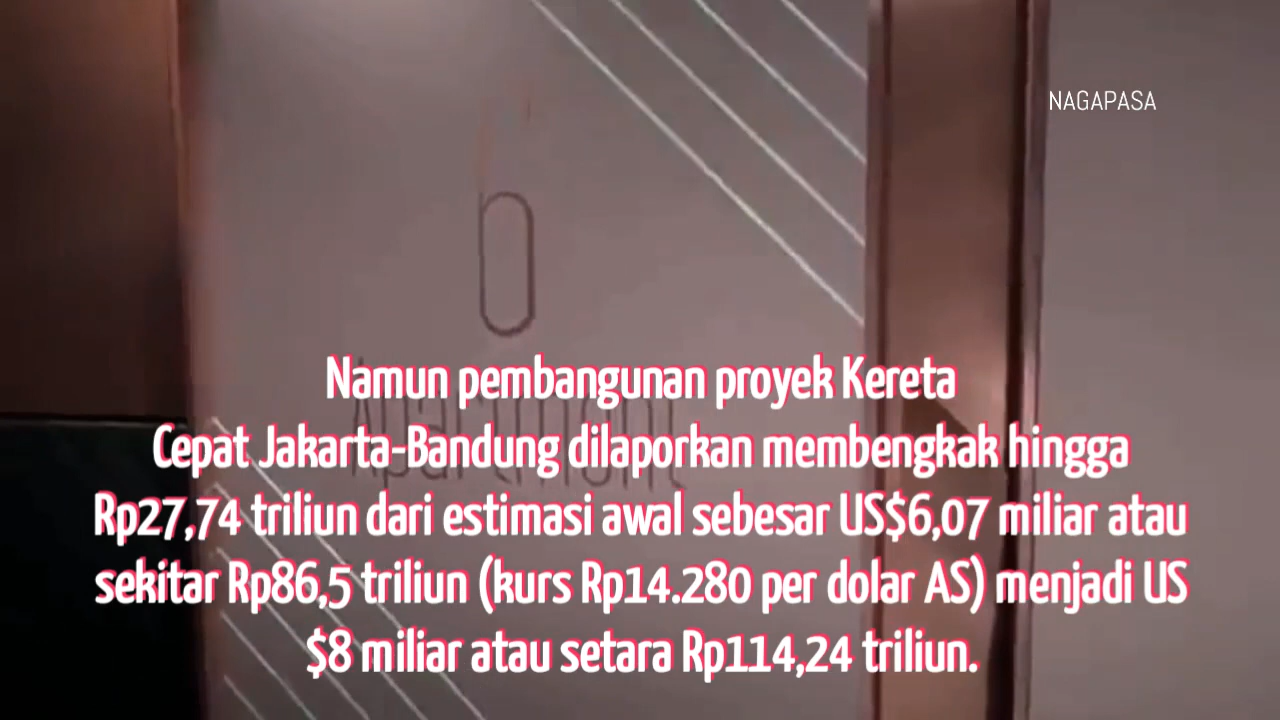 NAGAPASA
b
Apartment
Namun pembangunan proyek Kereta
Cepat Jakarta-Bandung dilaporkan membengkak hingga
Rp27,74 triliun dari estimasi awal sebesar US$6,07 miliar atau
sekitar Rp86,5 triliun (kurs Rp14.280 per dolar AS) menjadi US
$8 miliar atau setara Rp114,24 triliun.